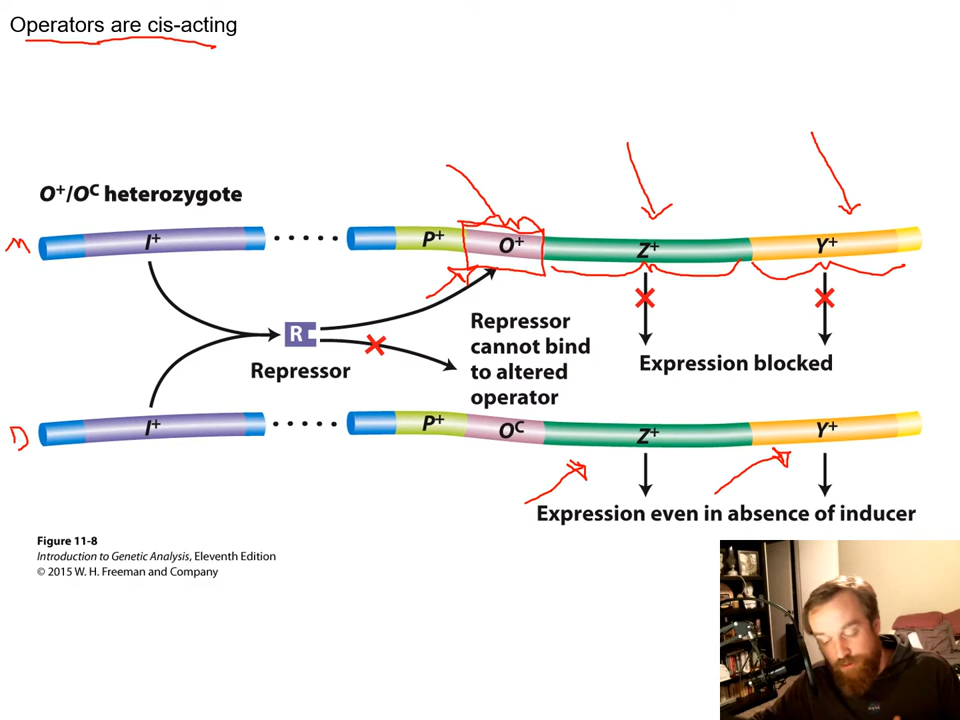 Operators are cis-acting
O⁺/Oᶜ heterozygote
M
I⁺
P⁺
O⁺
Z⁺
Y⁺
R
Repressor
Repressor
cannot bind
to altered
operator
Expression blocked
D
I⁺
P⁺
Oᶜ
Z⁺
Y⁺
Expression even in absence of inducer
Figure 11-8
Introduction to Genetic Analysis, Eleventh Edition
© 2015 W. H. Freeman and Company